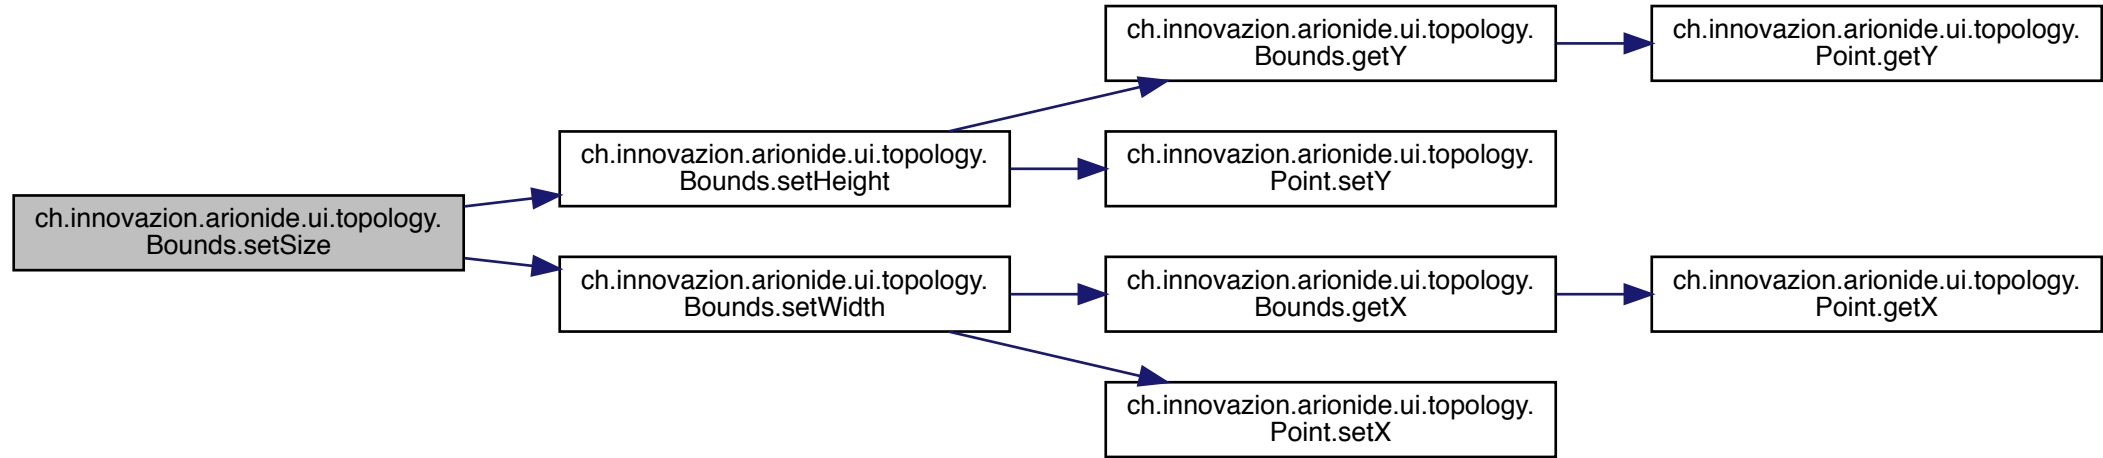 ch.innovazion.arionide.ui.topology.
Bounds.setSize
ch.innovazion.arionide.ui.topology.
Bounds.setHeight
ch.innovazion.arionide.ui.topology.
Bounds.getY
ch.innovazion.arionide.ui.topology.
Point.getY
ch.innovazion.arionide.ui.topology.
Point.setY
ch.innovazion.arionide.ui.topology.
Bounds.setWidth
ch.innovazion.arionide.ui.topology.
Bounds.getX
ch.innovazion.arionide.ui.topology.
Point.getX
ch.innovazion.arionide.ui.topology.
Point.setX